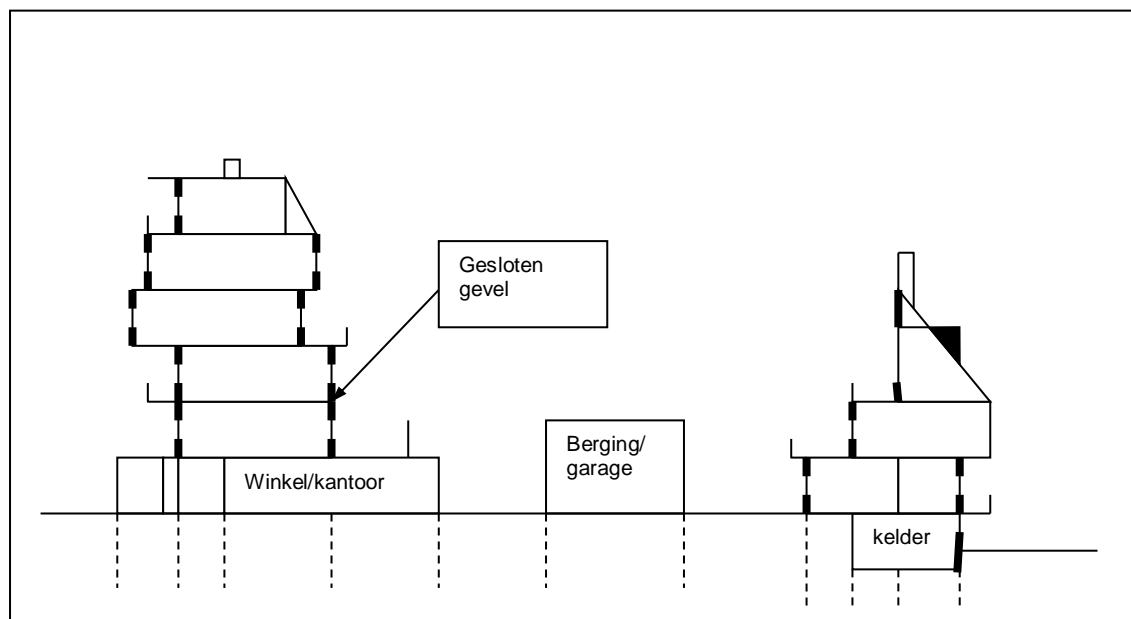 Gesloten
gevel
Berging/
garage
Winkel/kantoor
kelder